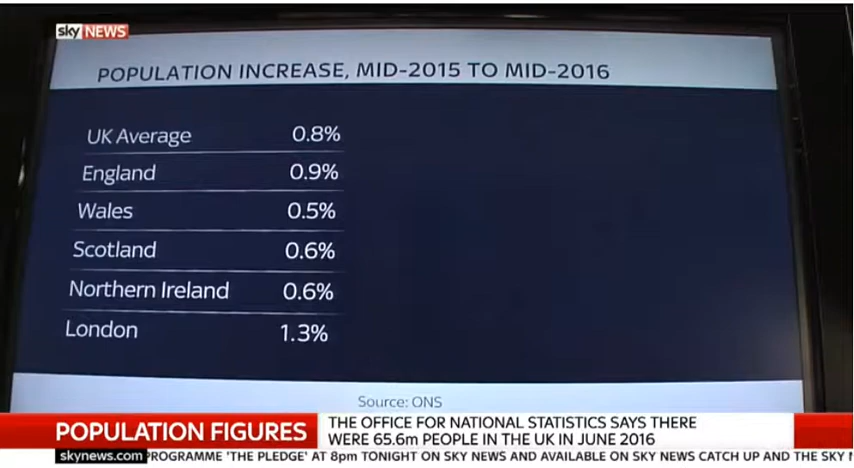 sky NEWS
POPULATION INCREASE, MID-2015 TO MID-2016
UK Average 0.8%
England 0.9%
Wales 0.5%
Scotland 0.6%
Northern Ireland 0.6%
London 1.3%
Source: ONS
POPULATION FIGURES
THE OFFICE FOR NATIONAL STATISTICS SAYS THERE
WERE 65.6m PEOPLE IN THE UK IN JUNE 2016
skynews.com PROGRAMME 'THE PLEDGE' AT 8pm TONIGHT ON SKY NEWS AND AVAILABLE ON SKY NEWS CATCH UP AND THE SKY